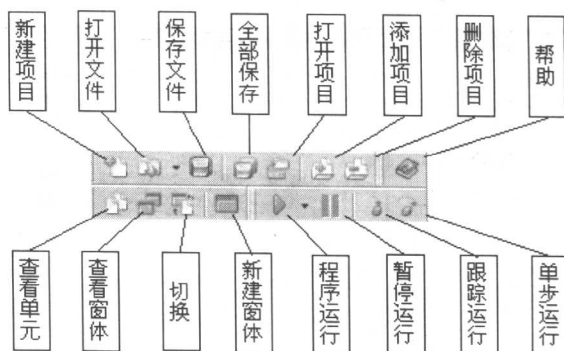 新建项目
打开文件
保存文件
全部保存
打开项目
添加项目
删除项目
帮助
查看单元
查看窗体
切换
新建窗体
程序运行
暂停运行
跟踪运行
单步运行